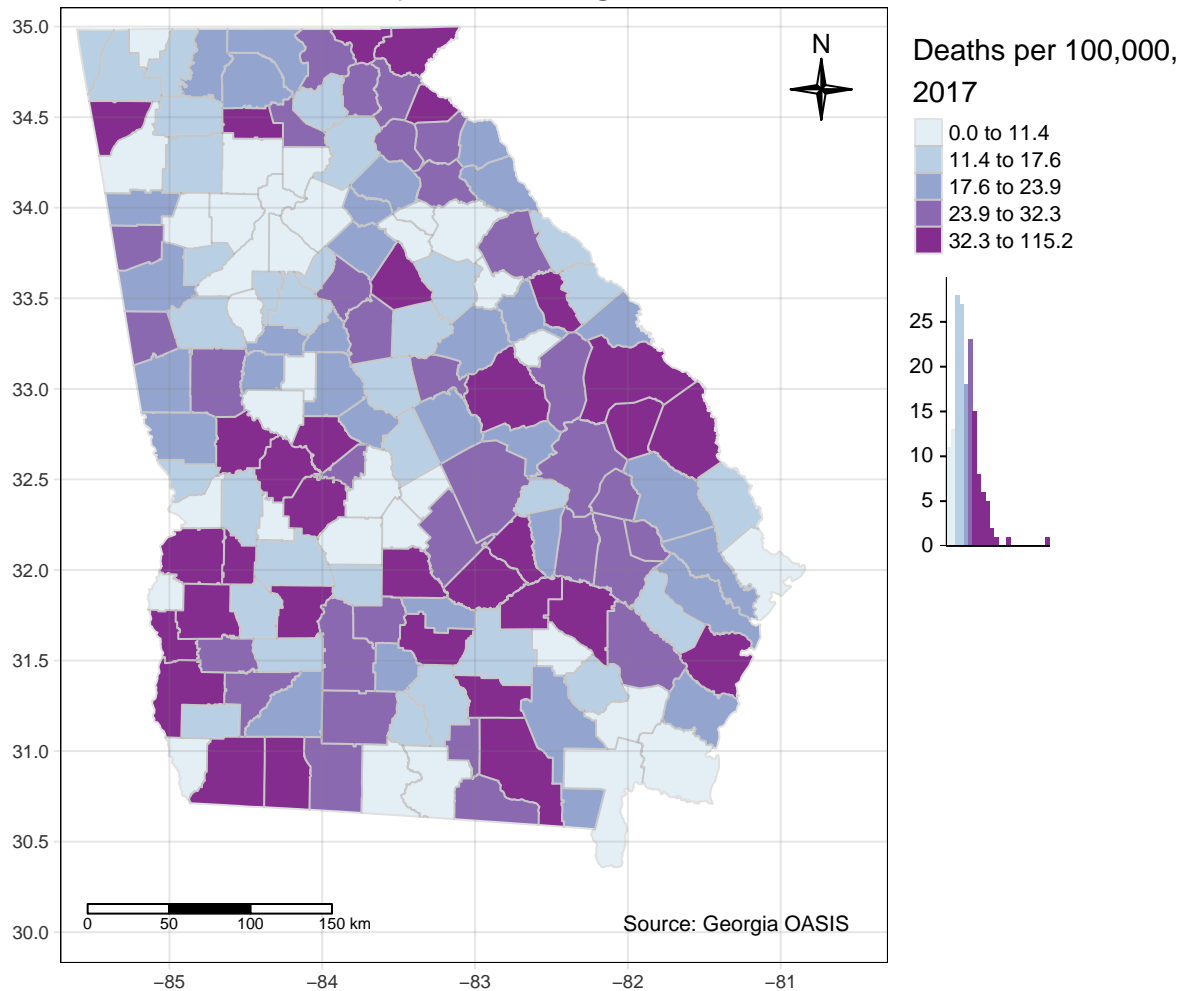 Deaths per 100,000,
2017
0.0 to 11.4
11.4 to 17.6
17.6 to 23.9
23.9 to 32.3
32.3 to 115.2
25
20
15
10
5
0
N
35.0
34.5
34.0
33.5
33.0
32.5
32.0
31.5
31.0
30.5
30.0
0 50 100 150 km
Source: Georgia OASIS
−85 −84 −83 −82 −81